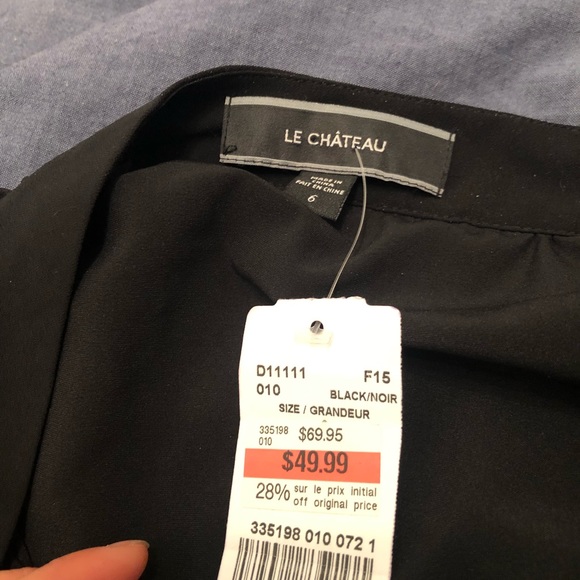 LE CHÂTEAU
MADE IN
CHINA
FAIT EN CHINE
6
D11111 F15
010 BLACK/NOIR
SIZE / GRANDEUR
335198 $69.95
010
$49.99
28% sur le prix initial
off original price
335198 010 072 1